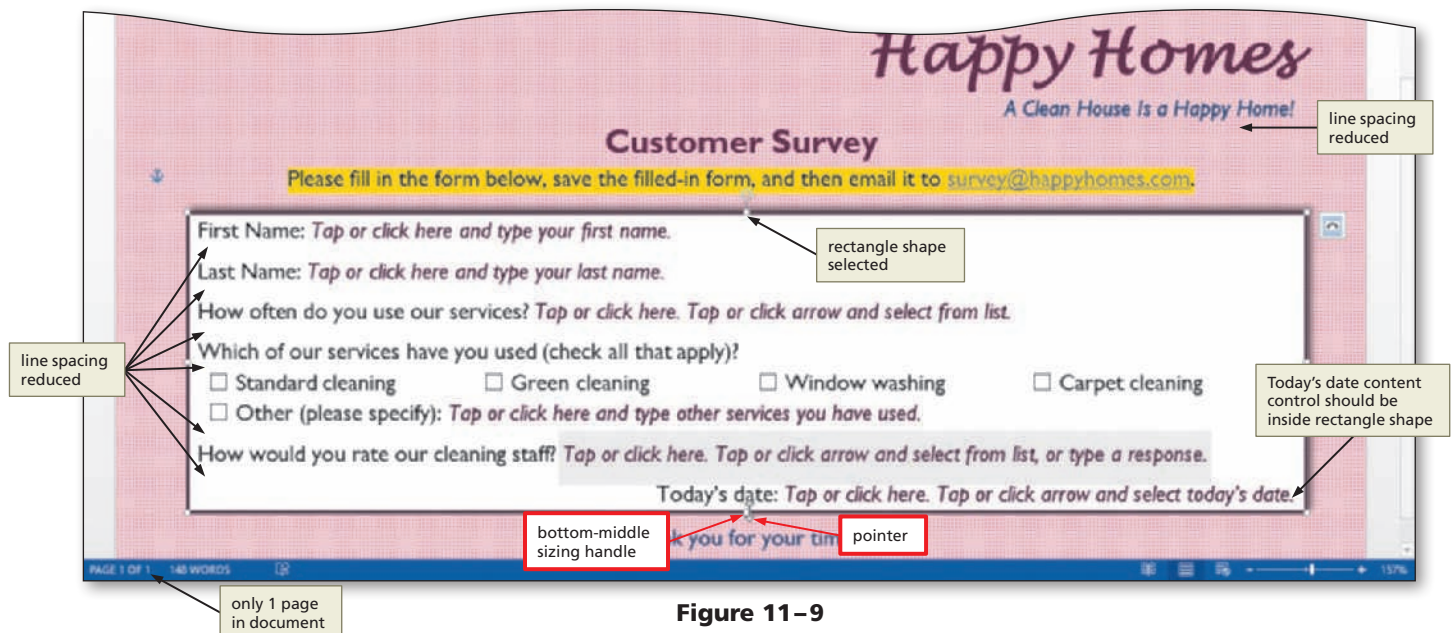 Happy Homes
A Clean House Is a Happy Home!
line spacing
reduced
Customer Survey
Please fill in the form below, save the filled-in form, and then email it to survey@happyhomes.com.
First Name: Tap or click here and type your first name.
rectangle shape
selected
Last Name: Tap or click here and type your last name.
How often do you use our services? Tap or click here. Tap or click arrow and select from list.
line spacing
reduced
Which of our services have you used (check all that apply)?
☐ Standard cleaning ☐ Green cleaning ☐ Window washing ☐ Carpet cleaning
☐ Other (please specify): Tap or click here and type other services you have used.
Today's date content
control should be
inside rectangle shape
How would you rate our cleaning staff? Tap or click here. Tap or click arrow and select from list, or type a response.
Today's date: Tap or click here. Tap or click arrow and select today's date.
bottom-middle
sizing handle
you for your
pointer
PAGE 1 OF 1 148 WORDS 157%
only 1 page
in document
Figure 11–9